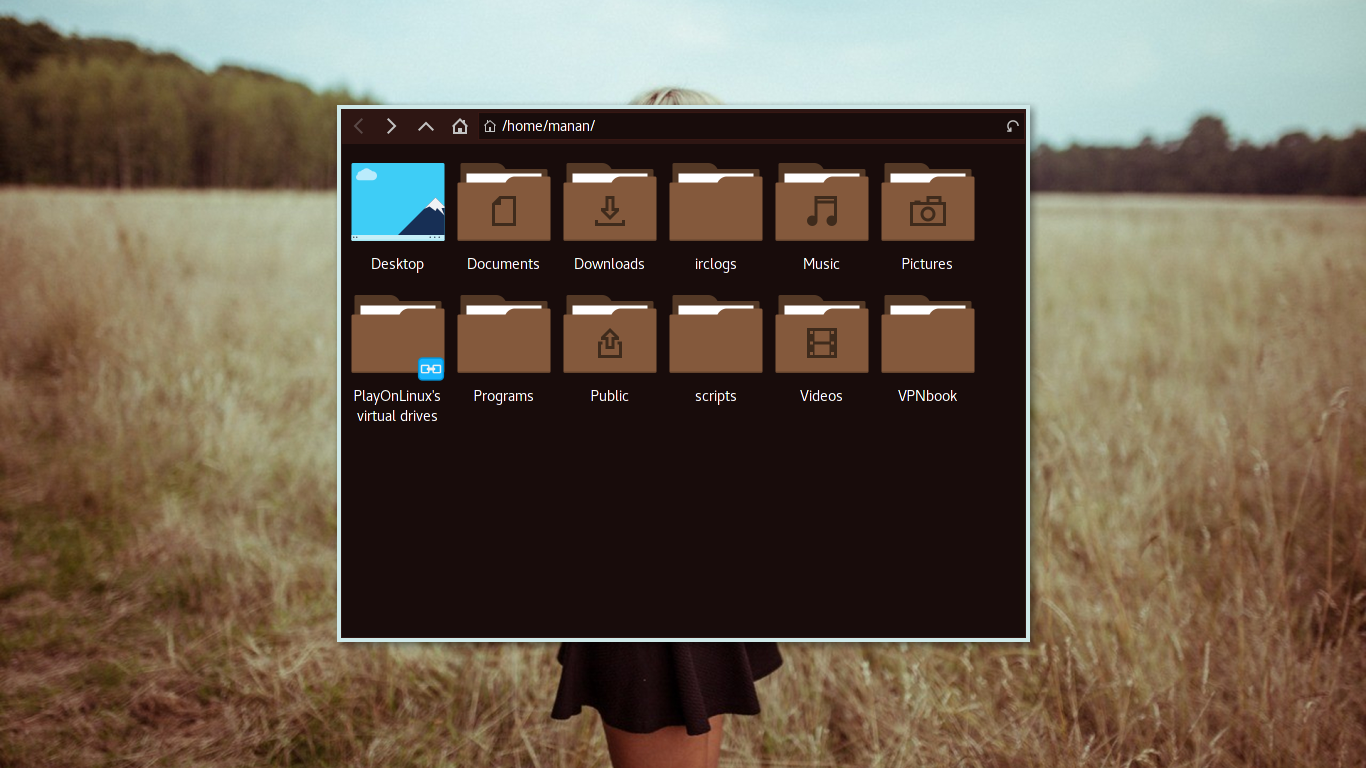 /home/manan/
Desktop
Documents
Downloads
irclogs
Music
Pictures
PlayOnLinux's
virtual drives
Programs
Public
scripts
Videos
VPNbook